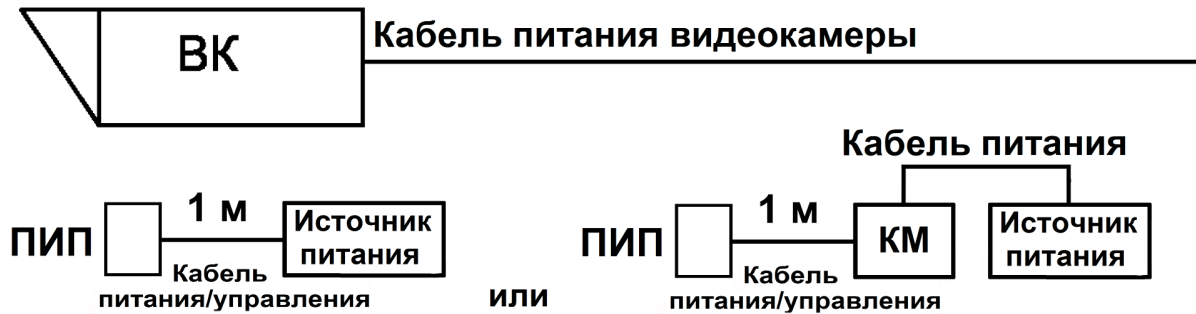 ВК
Кабель питания видеокамеры
Кабель питания
ПИП
1 м
Источник
питания
Кабель
питания/управления
или
ПИП
1 м
КМ
Источник
питания
Кабель
питания/управления